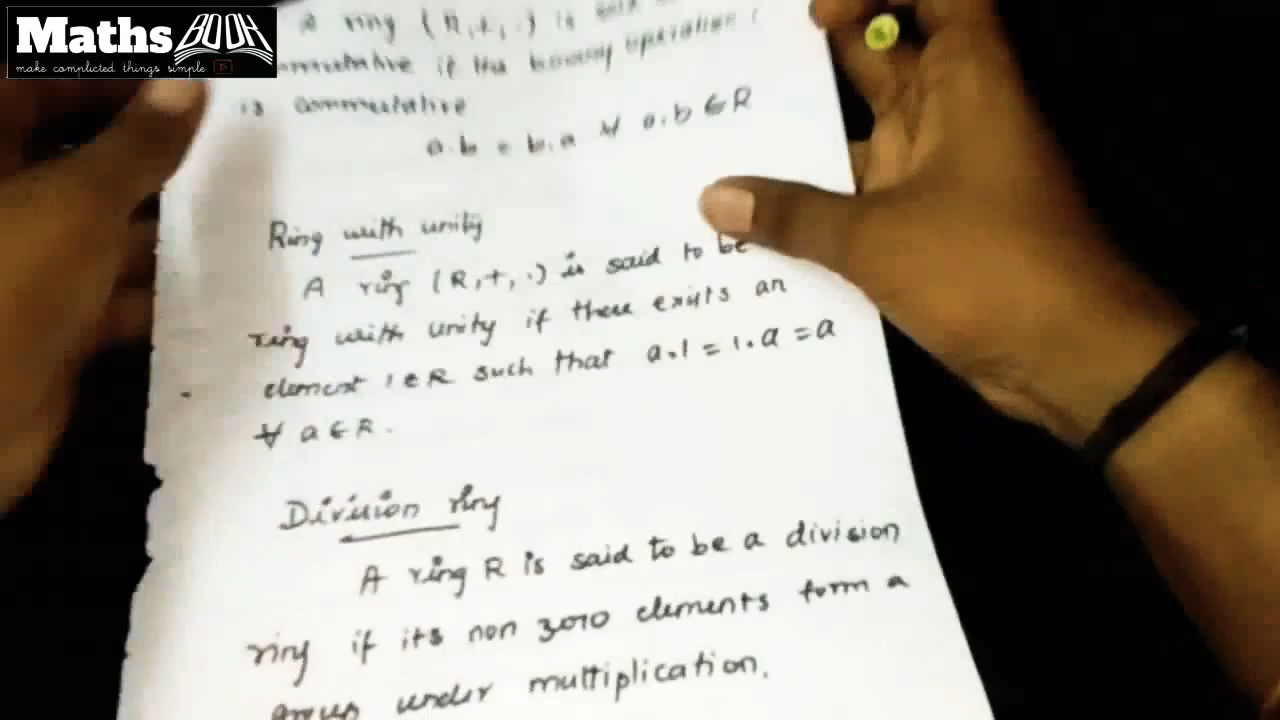 Maths BOOK
make complicted things simple
A ring (R,+,.) is
commutative if the binary operation
is commutative
a.b = b.a ∀ a.b ∈ R
Ring with unity
A ring (R,+,.) is said to be
ring with unity if there exists an
element 1 ∈ R such that a.1 = 1.a = a
∀ a ∈ R.
Division ring
A ring R is said to be a division
ring if its non zero elements form a
group under multiplication.